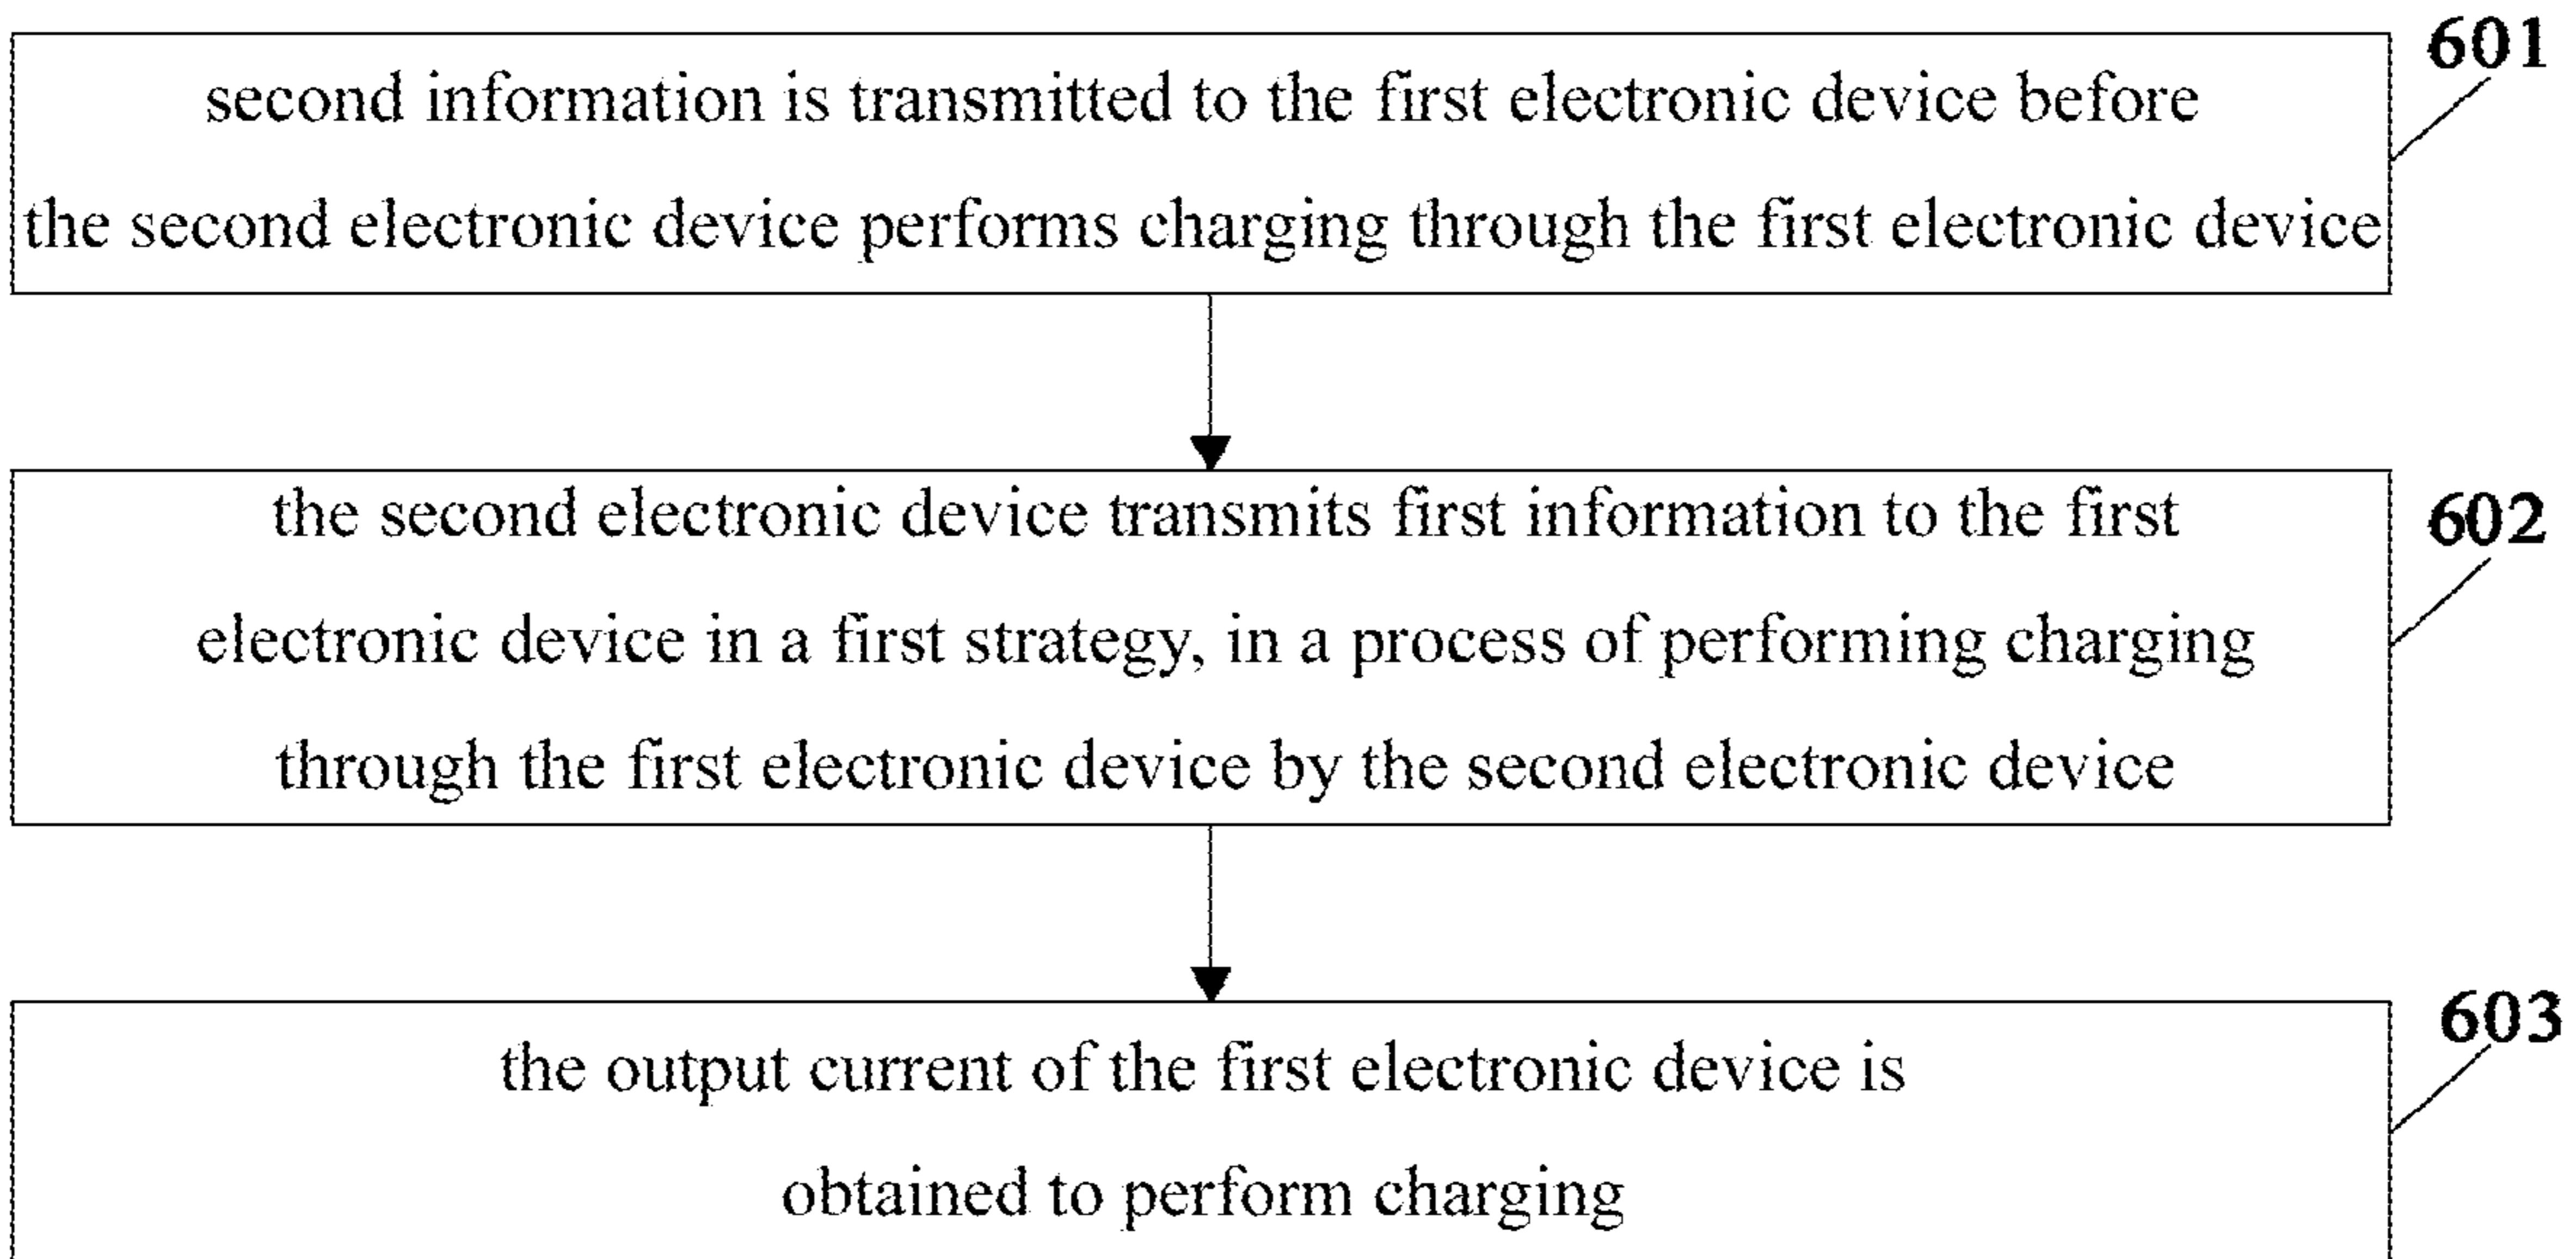 601
second information is transmitted to the first electronic device before
the second electronic device performs charging through the first electronic device
602
the second electronic device transmits first information to the first
electronic device in a first strategy, in a process of performing charging
through the first electronic device by the second electronic device
603
the output current of the first electronic device is
obtained to perform charging